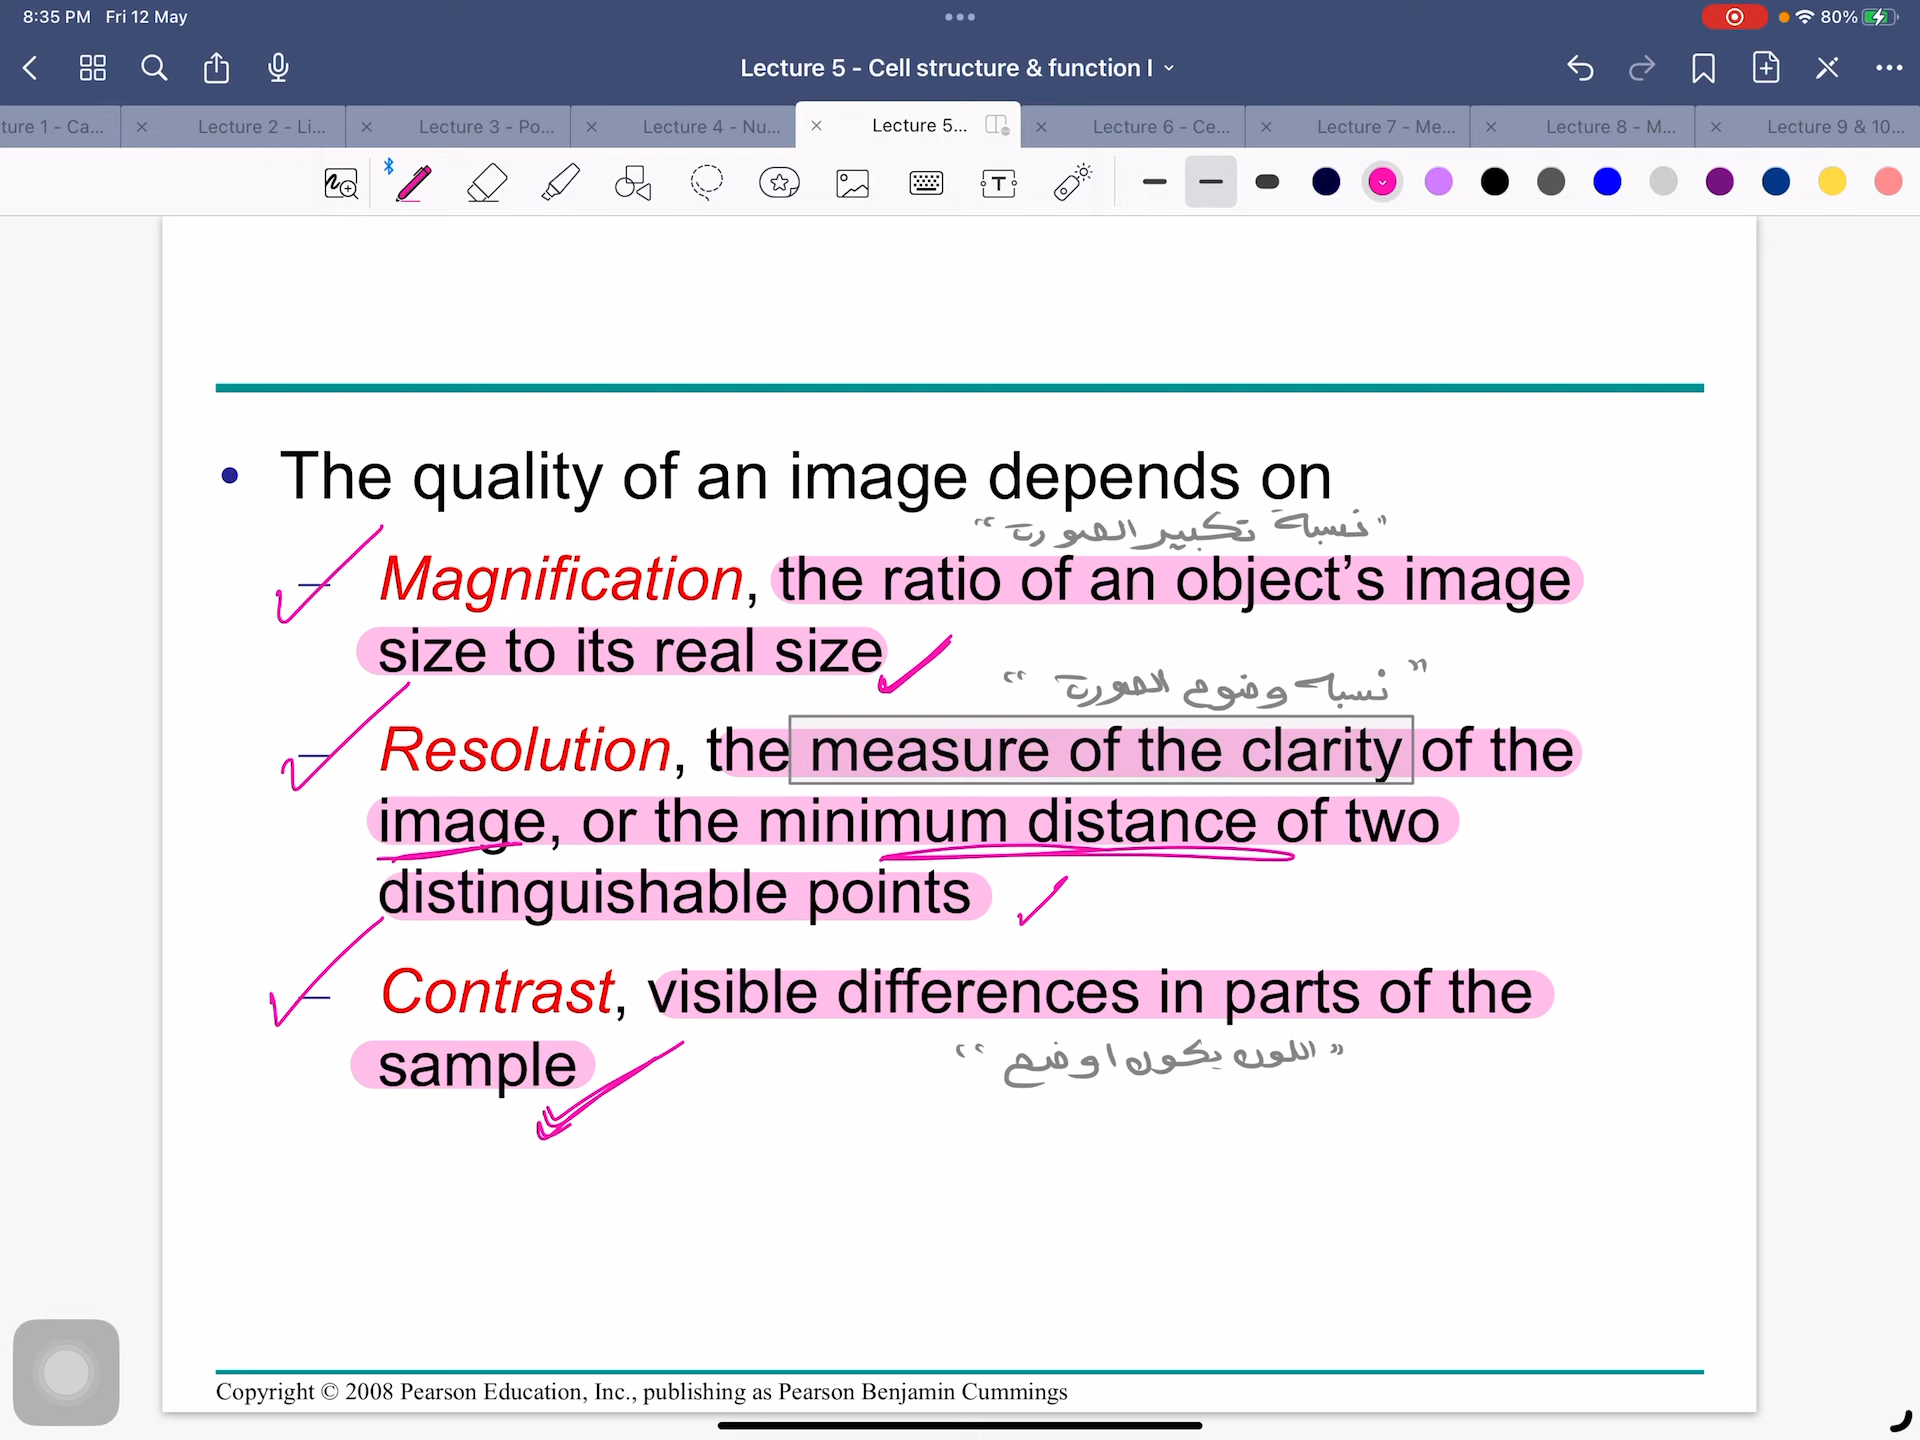 8:35 PM Fri 12 May
80%
Lecture 5 - Cell structure & function I
ture 1 - Ca...
Lecture 2 - Li...
Lecture 3 - Po...
Lecture 4 - Nu...
Lecture 5...
Lecture 6 - Ce...
Lecture 7 - Me...
Lecture 8 - M...
Lecture 9 & 10...
• The quality of an image depends on
"نسبة تكبير الصورة"
– Magnification, the ratio of an object's image
size to its real size
"نسبه وضوح الصورة"
– Resolution, the measure of the clarity of the
image, or the minimum distance of two
distinguishable points
– Contrast, visible differences in parts of the
sample
"اللون يكون اوضح"
Copyright © 2008 Pearson Education, Inc., publishing as Pearson Benjamin Cummings